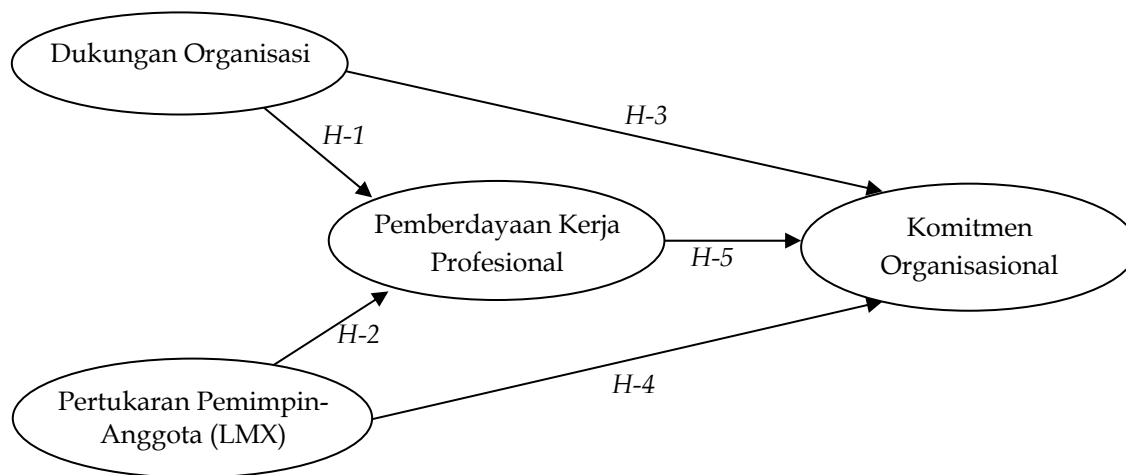 Dukungan Organisasi
H-3
H-1
Pemberdayaan Kerja
Profesional
H-5
Komitmen
Organisasional
H-2
H-4
Pertukaran Pemimpin-
Anggota (LMX)